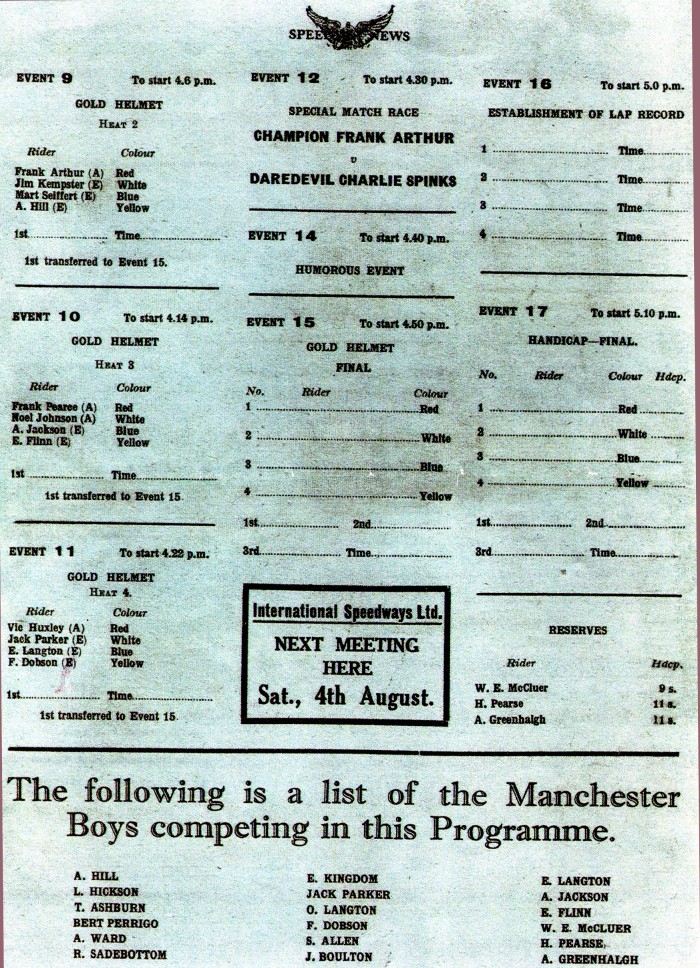 SPEEDWAY NEWS
EVENT 9 To start 4.6 p.m.
GOLD HELMET
HEAT 2
Rider Colour
Frank Arthur (A) Red
Jim Kempster (E) White
Mart Seiffert (E) Blue
A. Hill (E) Yellow
1st........................ Time........................
1st transferred to Event 15.
EVENT 10 To start 4.14 p.m.
GOLD HELMET
HEAT 3
Rider Colour
Frank Pearce (A) Red
Noel Johnson (A) White
A. Jackson (E) Blue
E. Flinn (E) Yellow
1st........................ Time........................
1st transferred to Event 15
EVENT 11 To start 4.22 p.m.
GOLD HELMET
HEAT 4.
Rider Colour
Vic Huxley (A) Red
Jack Parker (E) White
E. Langton (E) Blue
F. Dobson (E) Yellow
1st........................ Time........................
1st transferred to Event 15.
EVENT 12 To start 4.30 p.m.
SPECIAL MATCH RACE
CHAMPION FRANK ARTHUR
v
DAREDEVIL CHARLIE SPINKS
EVENT 14 To start 4.40 p.m.
HUMOROUS EVENT
EVENT 15 To start 4.50 p.m.
GOLD HELMET
FINAL
No. Rider Colour
1 ........................ Red
2 ........................ White
3 ........................ Blue
4 ........................ Yellow
1st........................ 2nd........................
3rd........................ Time........................
International Speedways Ltd.
NEXT MEETING
HERE
Sat., 4th August.
EVENT 16 To start 5.0 p.m.
ESTABLISHMENT OF LAP RECORD
1 ........................ Time........................
2 ........................ Time........................
3 ........................ Time........................
4 ........................ Time........................
EVENT 17 To start 5.10 p.m.
HANDICAP—FINAL.
No. Rider Colour Hdcp.
1 ........................ Red............
2 ........................ White............
3 ........................ Blue............
4 ........................ Yellow............
1st........................ 2nd........................
3rd........................ Time........................
RESERVES
Rider Hdcp.
W. E. McCluer 9 s.
H. Pearse 11 s.
A. Greenhalgh 11 s.
The following is a list of the Manchester
Boys competing in this Programme.
A. HILL
L. HICKSON
T. ASHBURN
BERT PERRIGO
A. WARD
R. SADEBOTTOM
E. KINGDOM
JACK PARKER
O. LANGTON
F. DOBSON
S. ALLEN
J. BOULTON
E. LANGTON
A. JACKSON
E. FLINN
W. E. McCLUER
H. PEARSE,
A. GREENHALGH